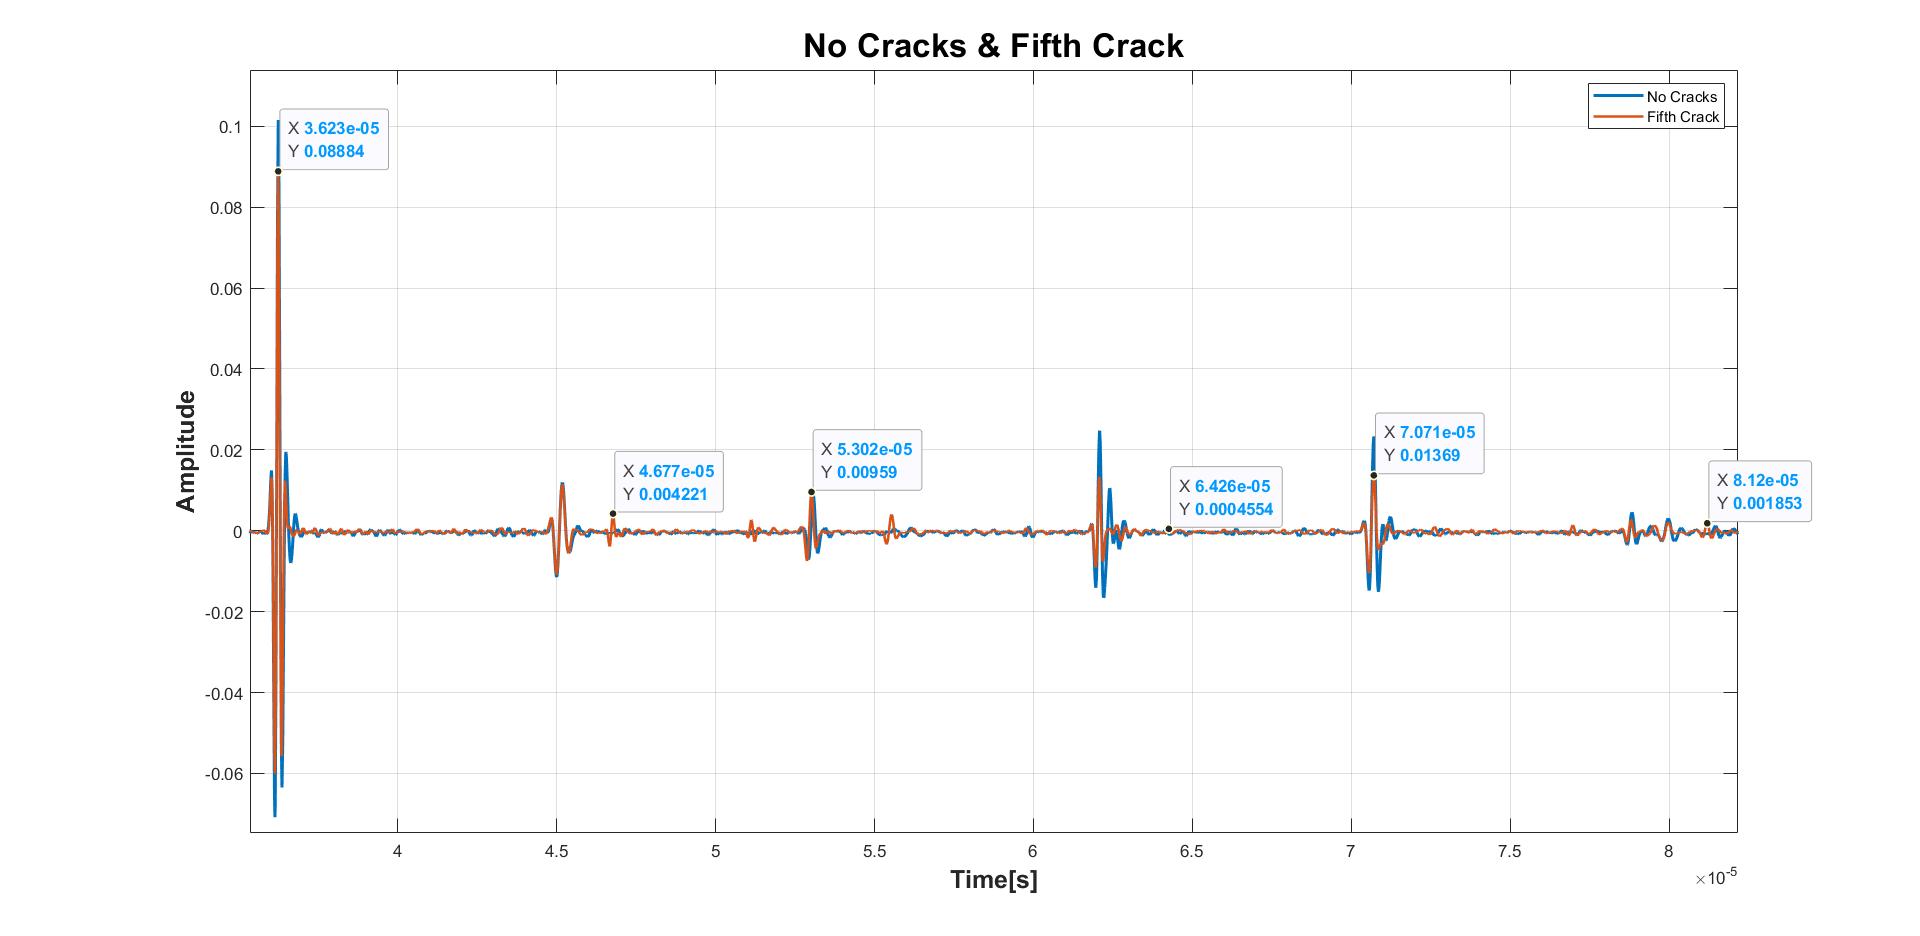 No Cracks & Fifth Crack
No Cracks
Fifth Crack
X 3.623e-05
Y 0.08884
X 4.677e-05
Y 0.004221
X 5.302e-05
Y 0.00959
X 6.426e-05
Y 0.0004554
X 7.071e-05
Y 0.01369
X 8.12e-05
Y 0.001853
Amplitude
0.1
0.08
0.06
0.04
0.02
0
-0.02
-0.04
-0.06
4 4.5 5 5.5 6 6.5 7 7.5 8
×10-5
Time[s]